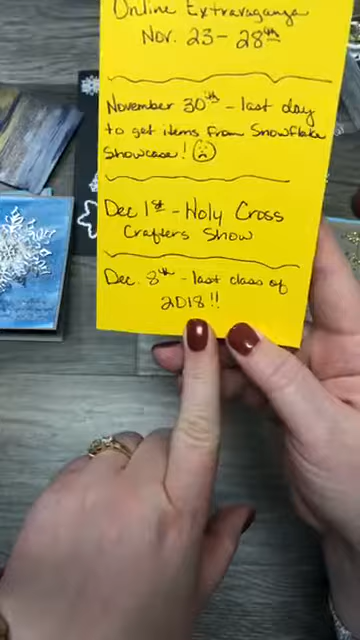 Online Extravaganza
Nov. 23 - 28th
November 30th - last day
to get items from Snowflake
Showcase!
Dec 1st - Holy Cross
Crafters Show
Dec. 8th - last class of
2018!!